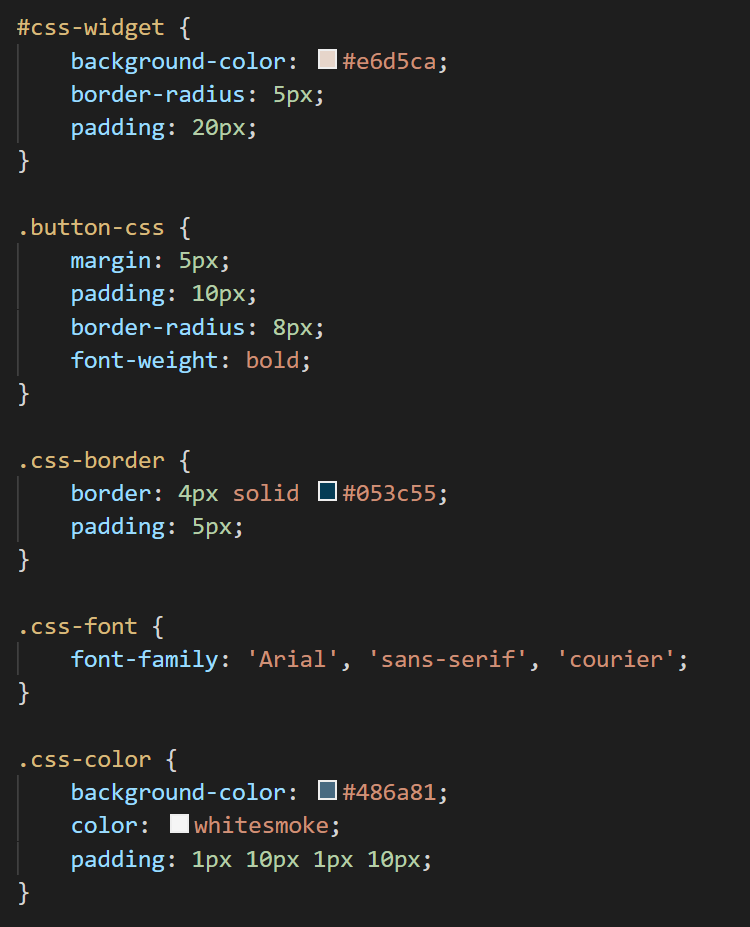 #css-widget {
    background-color: #e6d5ca;
    border-radius: 5px;
    padding: 20px;
}

.button-css {
    margin: 5px;
    padding: 10px;
    border-radius: 8px;
    font-weight: bold;
}

.css-border {
    border: 4px solid #053c55;
    padding: 5px;
}

.css-font {
    font-family: 'Arial', 'sans-serif', 'courier';
}

.css-color {
    background-color: #486a81;
    color: whitesmoke;
    padding: 1px 10px 1px 10px;
}